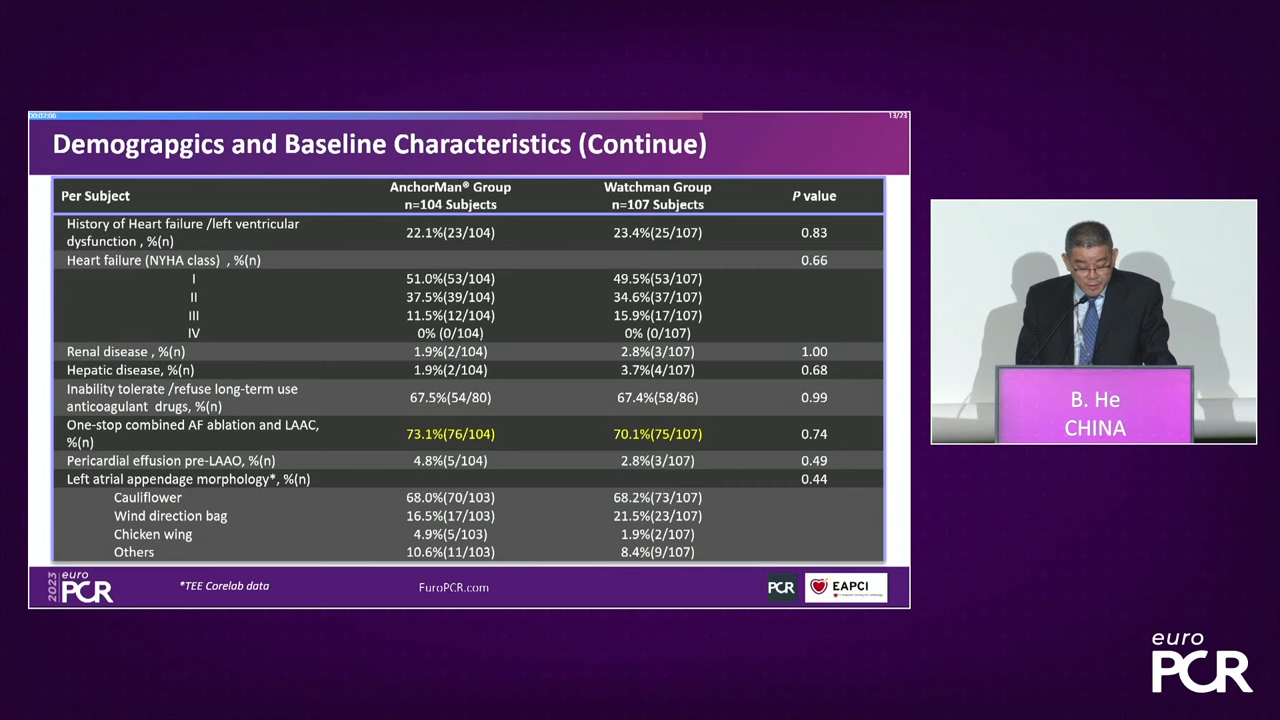 00:07:06
13/23
Demograpgics and Baseline Characteristics (Continue)
Per Subject AnchorMan® Group n=104 Subjects Watchman Group n=107 Subjects P value
History of Heart failure /left ventricular dysfunction , %(n) 22.1%(23/104) 23.4%(25/107) 0.83
Heart failure (NYHA class) , %(n) 0.66
I 51.0%(53/104) 49.5%(53/107)
II 37.5%(39/104) 34.6%(37/107)
III 11.5%(12/104) 15.9%(17/107)
IV 0% (0/104) 0% (0/107)
Renal disease , %(n) 1.9%(2/104) 2.8%(3/107) 1.00
Hepatic disease, %(n) 1.9%(2/104) 3.7%(4/107) 0.68
Inability tolerate /refuse long-term use anticoagulant drugs, %(n) 67.5%(54/80) 67.4%(58/86) 0.99
One-stop combined AF ablation and LAAC, %(n) 73.1%(76/104) 70.1%(75/107) 0.74
Pericardial effusion pre-LAAO, %(n) 4.8%(5/104) 2.8%(3/107) 0.49
Left atrial appendage morphology*, %(n) 0.44
Cauliflower 68.0%(70/103) 68.2%(73/107)
Wind direction bag 16.5%(17/103) 21.5%(23/107)
Chicken wing 4.9%(5/103) 1.9%(2/107)
Others 10.6%(11/103) 8.4%(9/107)
2023 euro PCR
*TEE Corelab data
EuroPCR.com
PCR
EAPCI
B. He
CHINA
euro
PCR